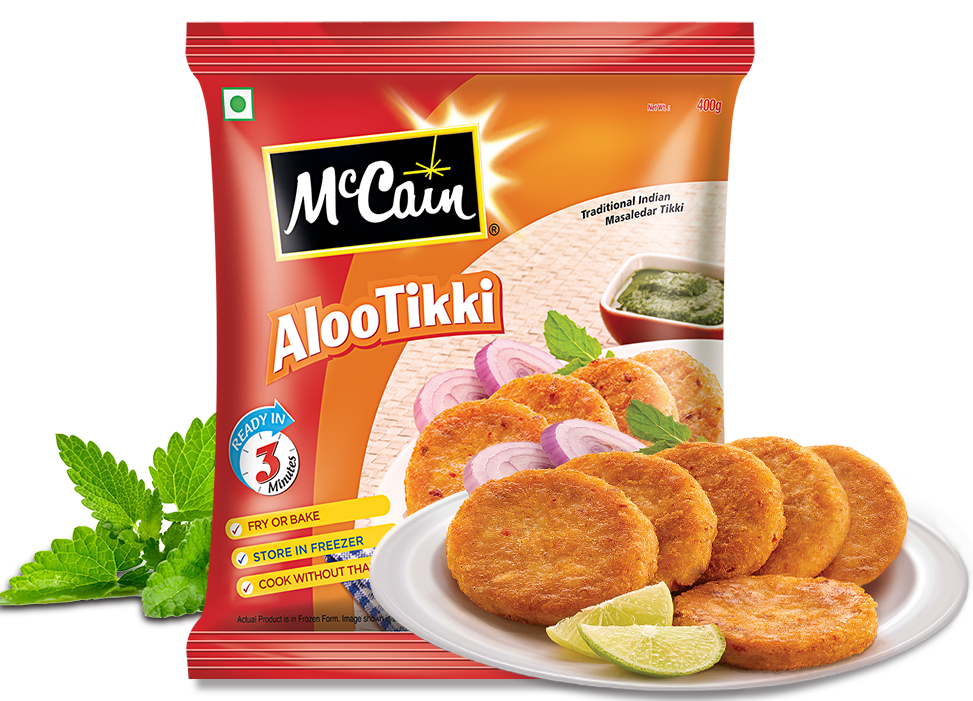 Net Wt.: 400g
McCain
®
Traditional Indian
Masaledar Tikki
AlooTikki
READY IN
3
Minutes
FRY OR BAKE
STORE IN FREEZER
COOK WITHOUT THA
Actual Product is in Frozen Form. Image shown is